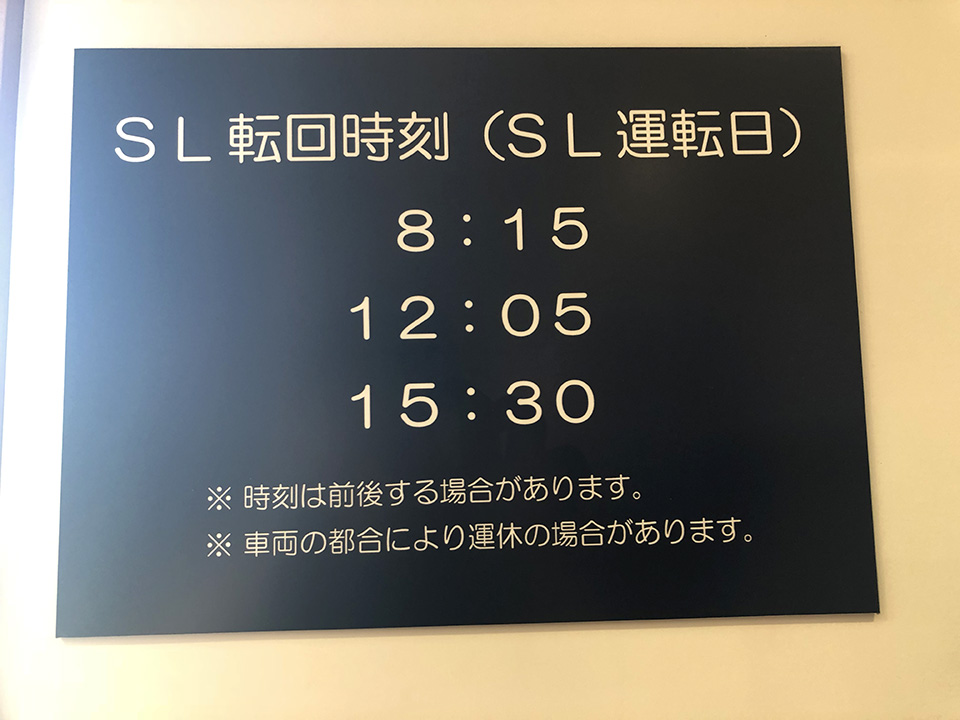 ＳＬ転回時刻（ＳＬ運転日）
８：１５
１２：０５
１５：３０
※ 時刻は前後する場合があります。
※ 車両の都合により運休の場合があります。